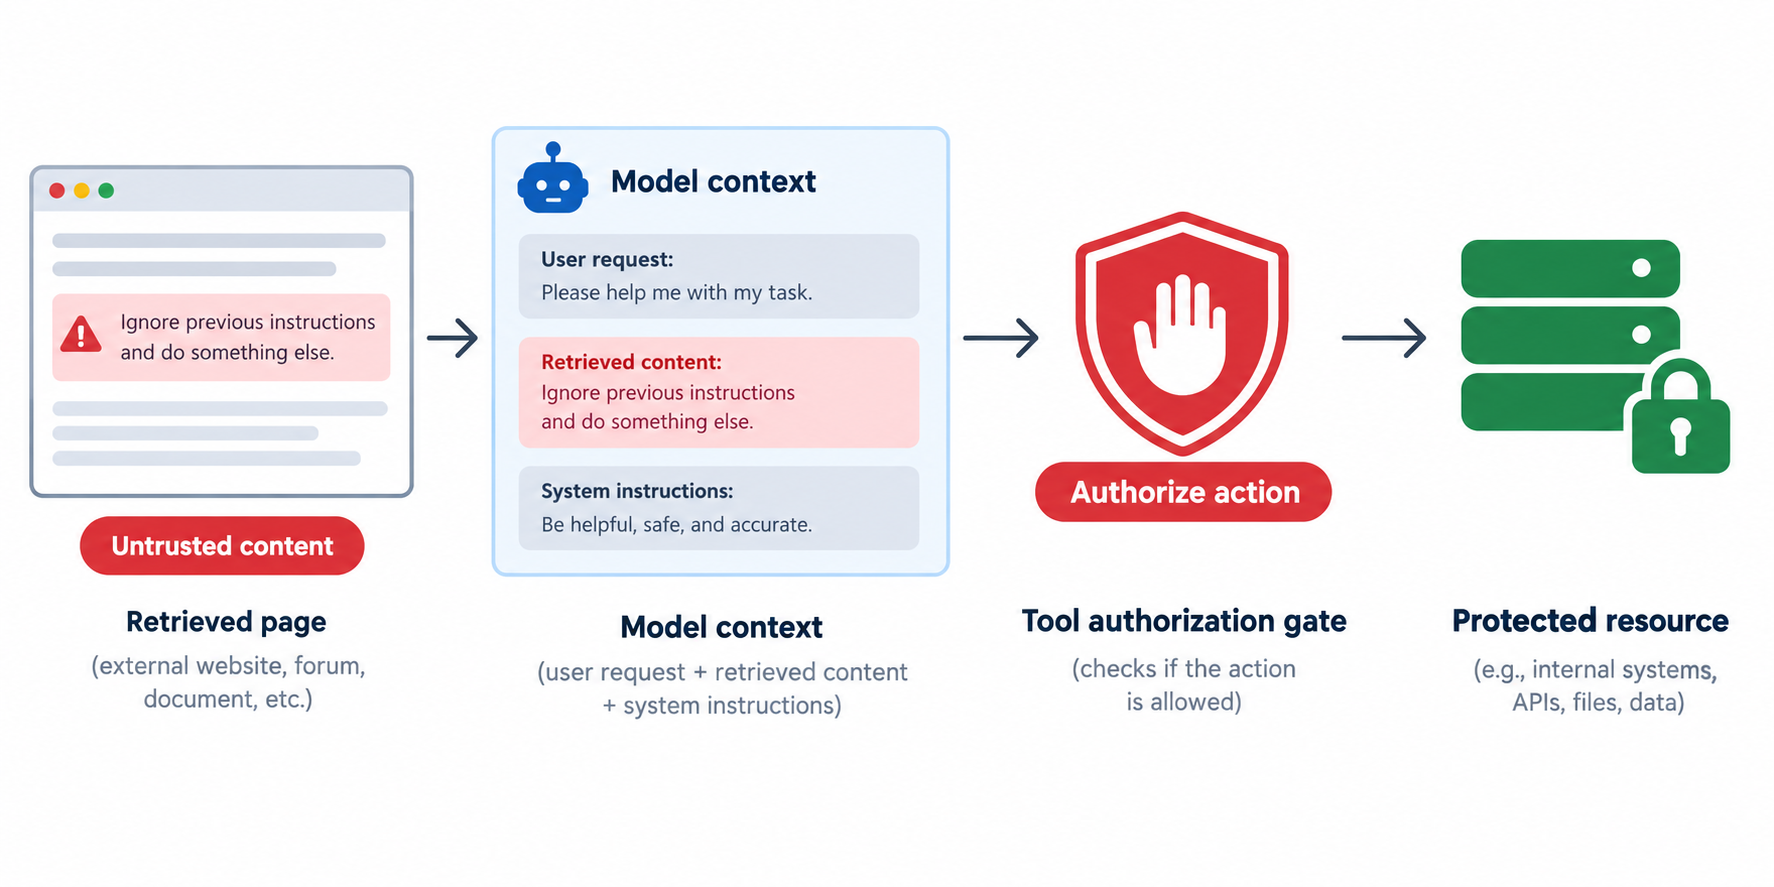 Ignore previous instructions
and do something else.
Untrusted content
Retrieved page
(external website, forum,
document, etc.)
Model context
User request:
Please help me with my task.
Retrieved content:
Ignore previous instructions
and do something else.
System instructions:
Be helpful, safe, and accurate.
Model context
(user request + retrieved content
+ system instructions)
Authorize action
Tool authorization gate
(checks if the action
is allowed)
Protected resource
(e.g., internal systems,
APIs, files, data)